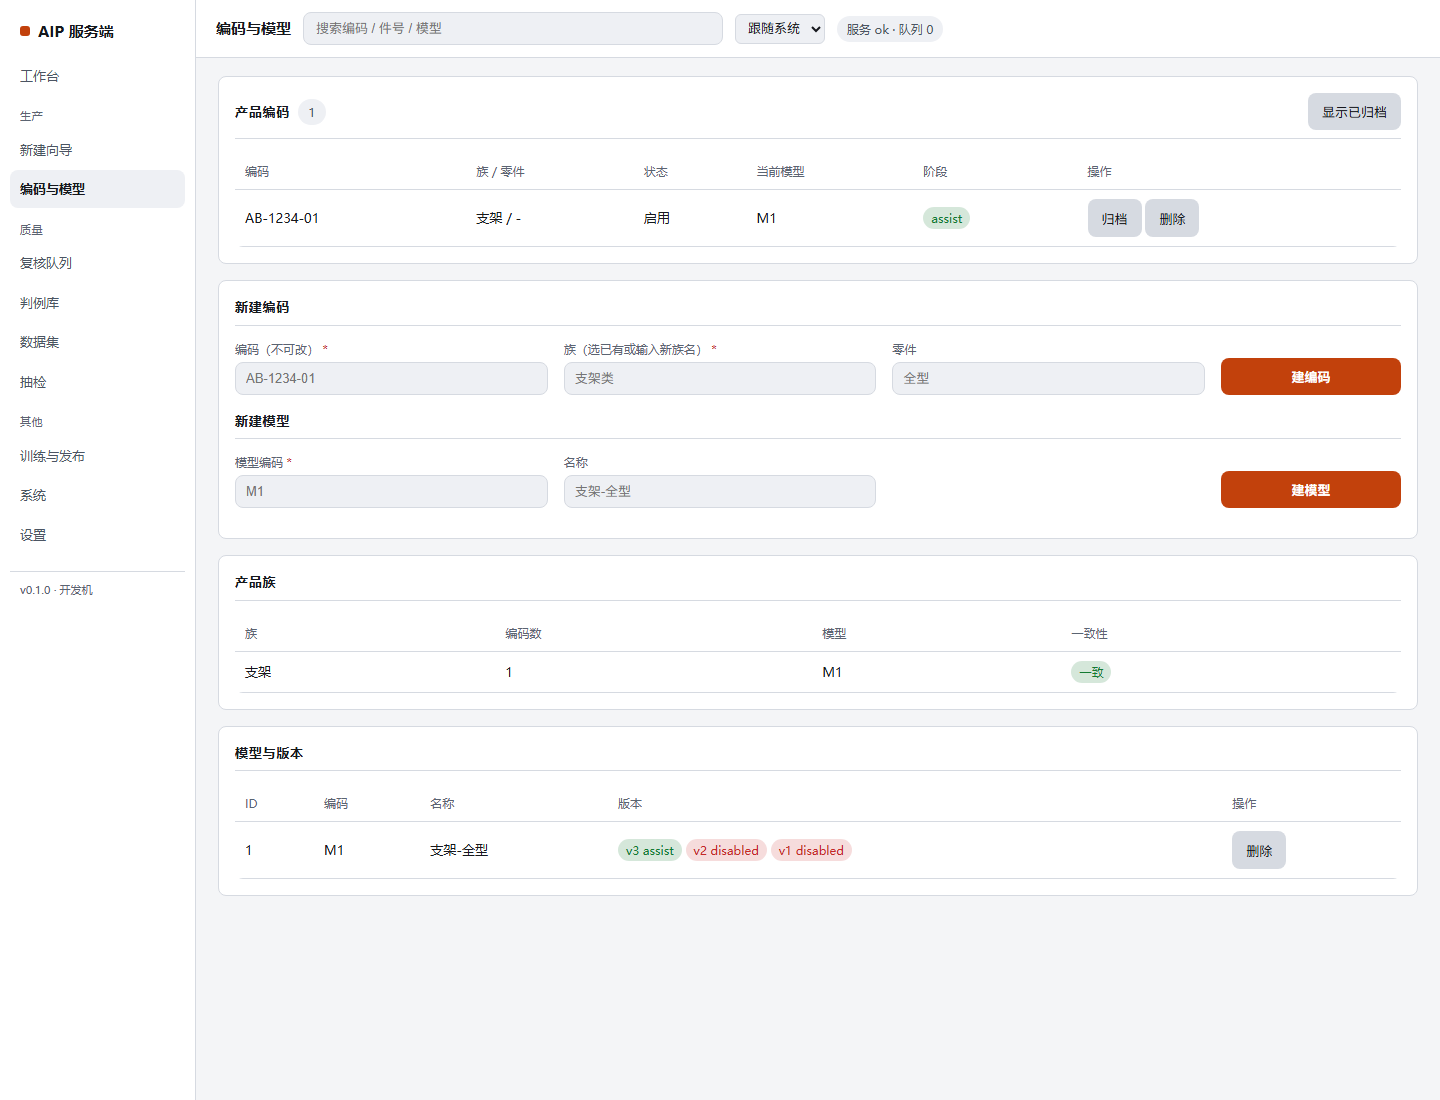 AIP 服务端
工作台
生产
新建向导
编码与模型
质量
复核队列
判例库
数据集
抽检
其他
训练与发布
系统
设置
v0.1.0 · 开发机
编码与模型
搜索编码 / 件号 / 模型
跟随系统
服务 ok · 队列 0
产品编码 1
显示已归档
编码 族 / 零件 状态 当前模型 阶段 操作
AB-1234-01 支架 / - 启用 M1 assist 归档 删除
新建编码
编码（不可改） * 族（选已有或输入新族名） * 零件
AB-1234-01 支架类 全型 建编码
新建模型
模型编码 * 名称
M1 支架-全型 建模型
产品族
族 编码数 模型 一致性
支架 1 M1 一致
模型与版本
ID 编码 名称 版本 操作
1 M1 支架-全型 v3 assist v2 disabled v1 disabled 删除